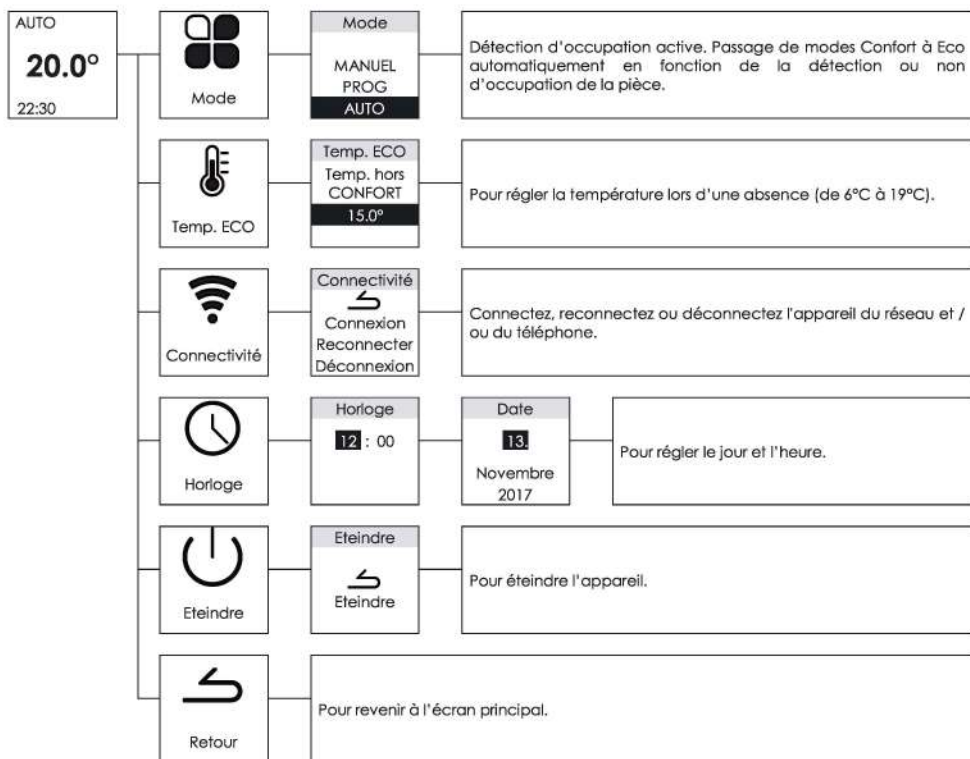 AUTO
20.0°
22:30
Mode
Mode
MANUEL
PROG
AUTO
Détection d'occupation active. Passage de modes Confort à Eco
automatiquement en fonction de la détection ou non
d'occupation de la pièce.
Temp. ECO
Temp. ECO
Temp. hors
CONFORT
15.0°
Pour régler la température lors d'une absence (de 6°C à 19°C).
Connectivité
Connectivité
Connexion
Reconnecter
Déconnexion
Connectez, reconnectez ou déconnectez l'appareil du réseau et /
ou du téléphone.
Horloge
Horloge
12 : 00
Date
13.
Novembre
2017
Pour régler le jour et l'heure.
Eteindre
Eteindre
Eteindre
Pour éteindre l'appareil.
Retour
Pour revenir à l'écran principal.